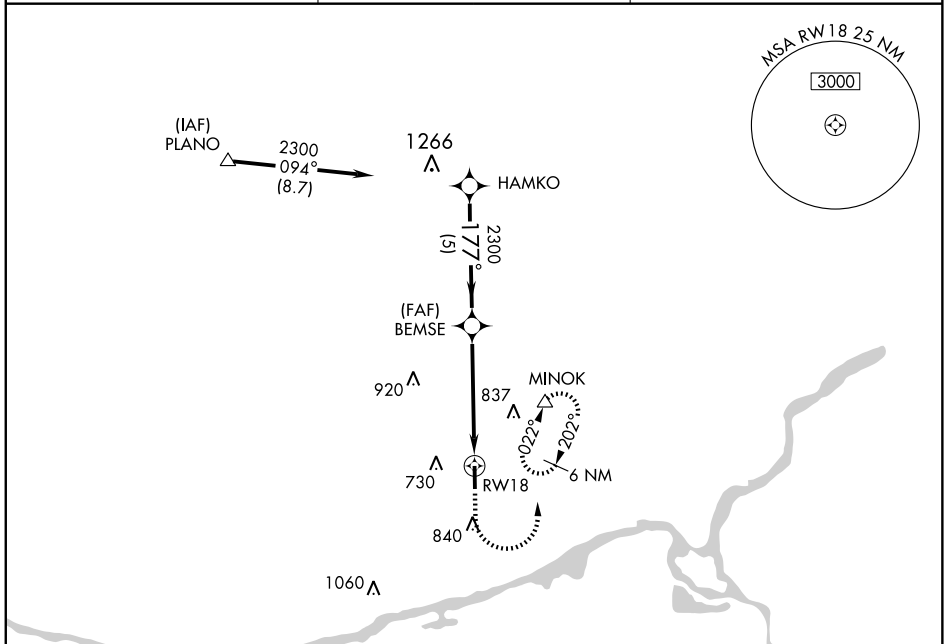 MSA RW18 25 NM
3000
(IAF)
PLANO
2300
094°
(8.7)
1266
HAMKO
2300
177°
(5)
(FAF)
BEMSE
920
837
MINOK
022°
202°
6 NM
730
RW18
840
1060